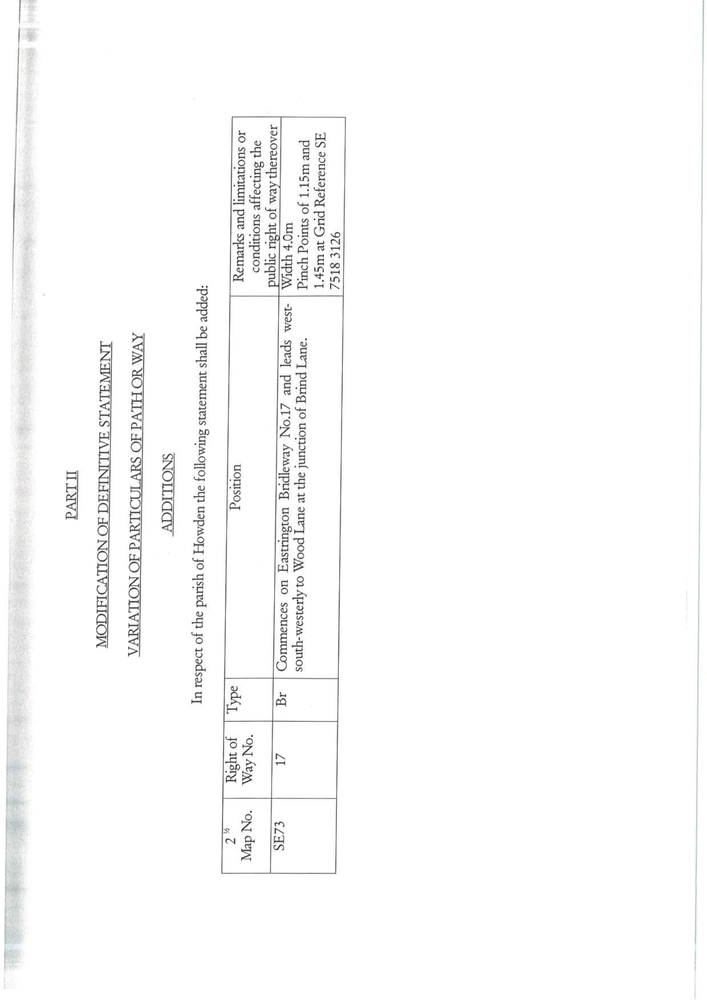 PART II
MODIFICATION OF DEFINITIVE STATEMENT
VARIATION OF PARTICULARS OF PATH OR WAY
ADDITIONS
In respect of the parish of Howden the following statement shall be added:
2 ½
Map No.
Right of
Way No.
Type
Position
Remarks and limitations or
conditions affecting the
public right of way thereover
SE73
17
Br
Commences on Eastrington Bridleway No.17 and leads west-
south-westerly to Wood Lane at the junction of Brind Lane.
Width 4.0m
Pinch Points of 1.15m and
1.45m at Grid Reference SE
7518 3126